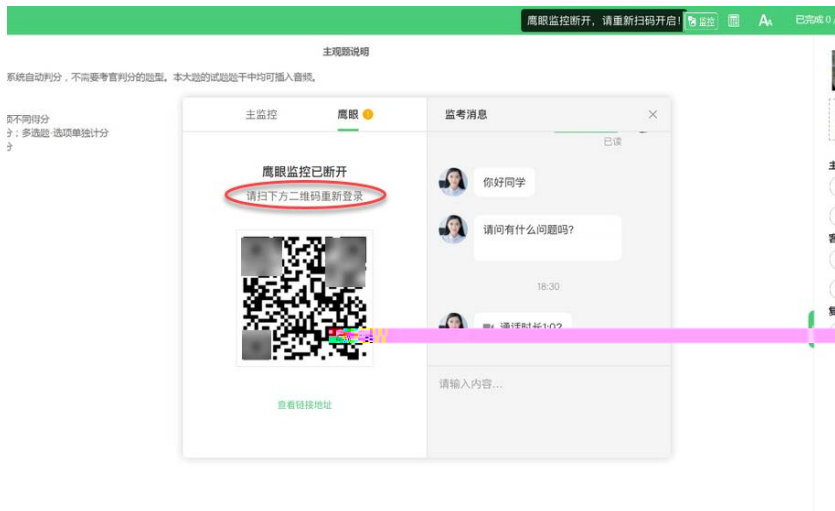 鹰眼监控断开，请重新扫码开启！
监控
AA
已完成 0 /
主观题说明
系统自动判分，不需要考官判分的题型。本大题的试题题干中均可插入音频。
项不同得分
分；多选题-选项单独计分
分
主监控
鹰眼
监考消息
已读
鹰眼监控已断开
请扫下方二维码重新登录
你好同学
请问有什么问题吗?
18:30
通话时长1:02
请输入内容...
查看链接地址